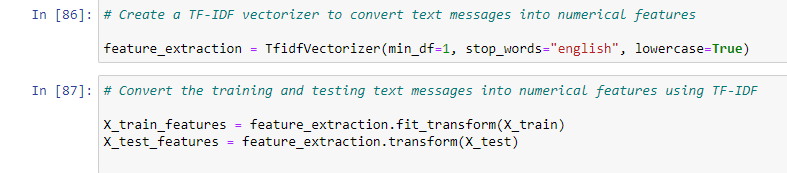 In [86]: # Create a TF-IDF vectorizer to convert text messages into numerical features
feature_extraction = TfidfVectorizer(min_df=1, stop_words="english", lowercase=True)
In [87]: # Convert the training and testing text messages into numerical features using TF-IDF
X_train_features = feature_extraction.fit_transform(X_train)
X_test_features = feature_extraction.transform(X_test)